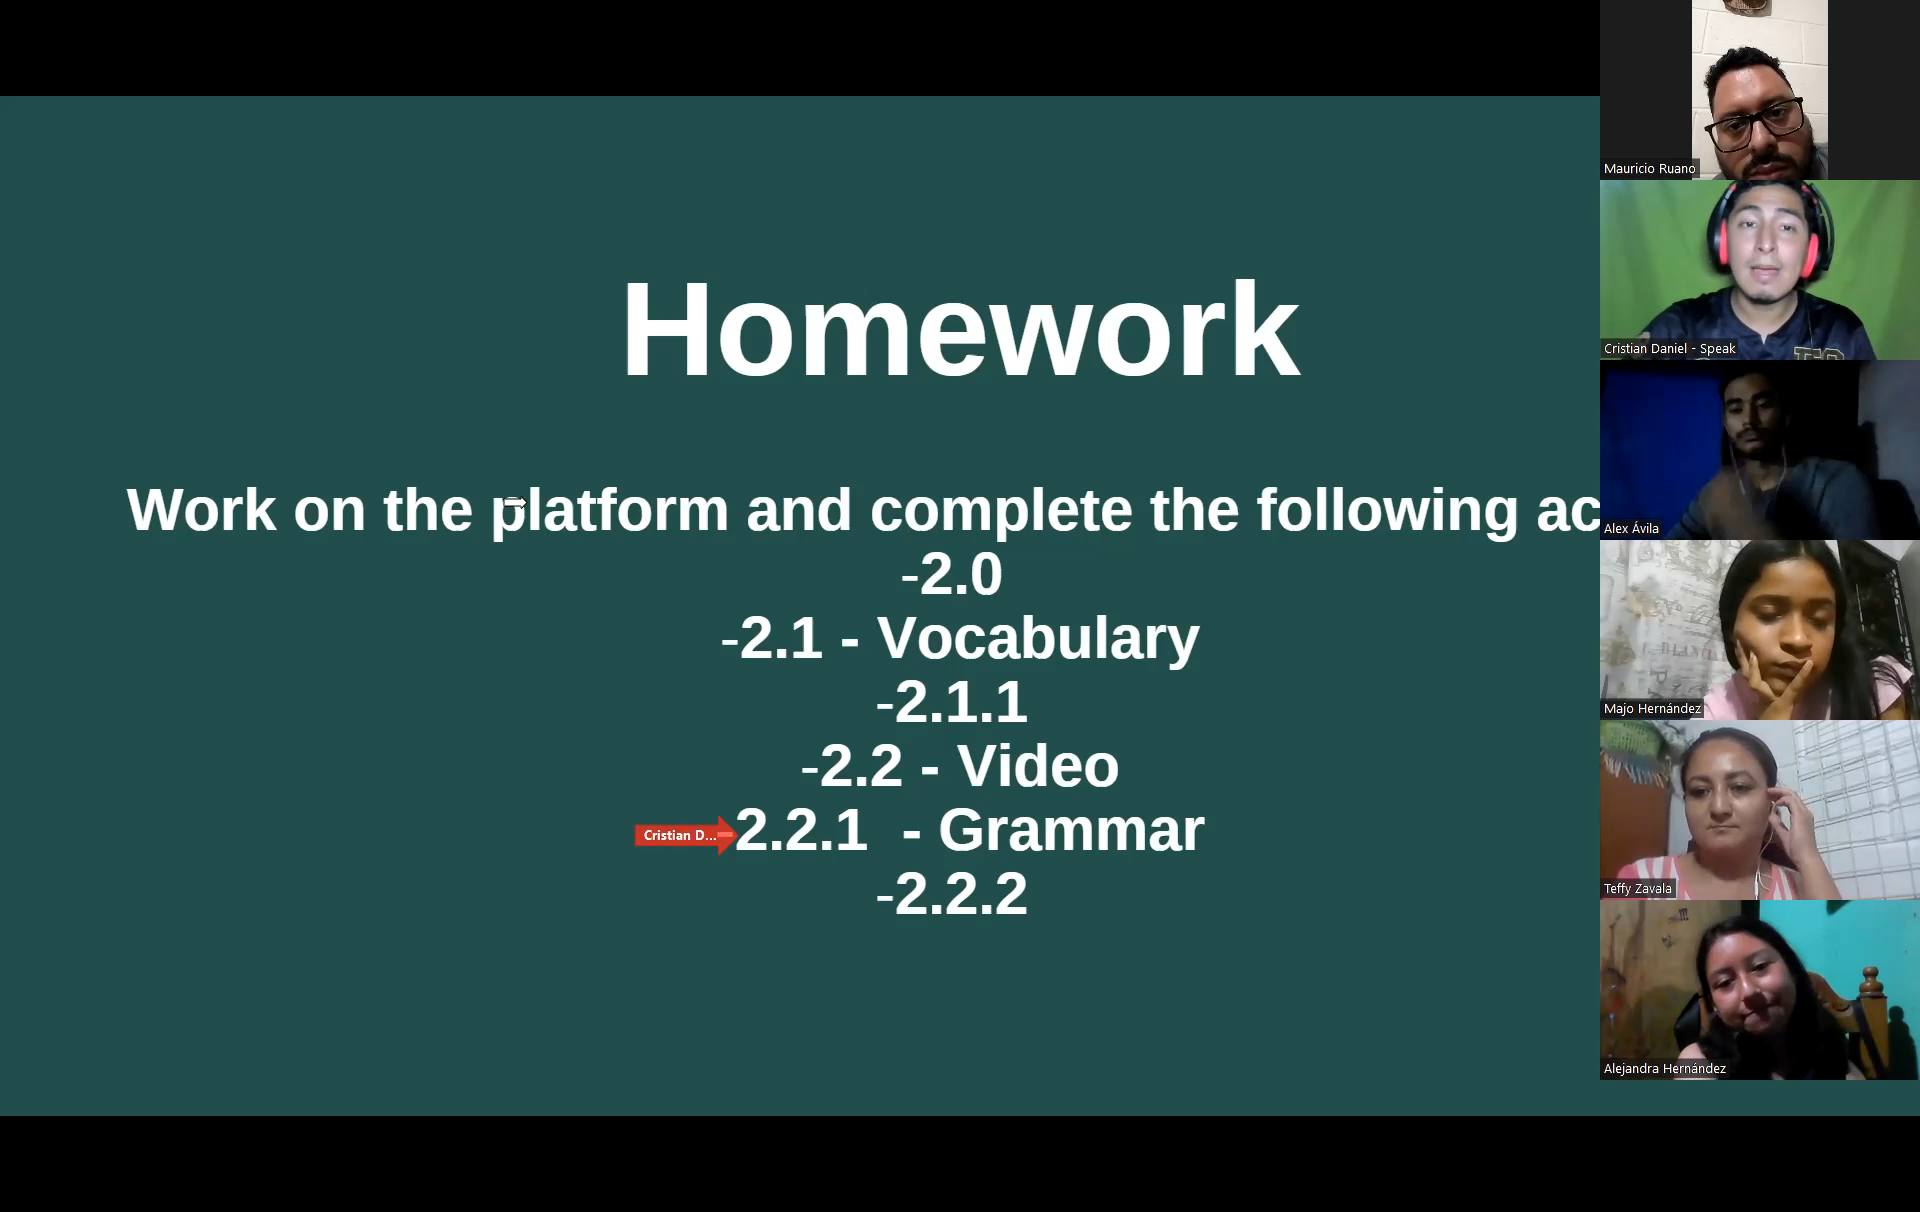 Homework
Work on the platform and complete the following ac
-2.0
-2.1 - Vocabulary
-2.1.1
-2.2 - Video
Cristian D...
2.2.1 - Grammar
-2.2.2
Mauricio Ruano
Cristian Daniel - Speak
Alex Ávila
Majo Hernández
Teffy Zavala
Alejandra Hernández